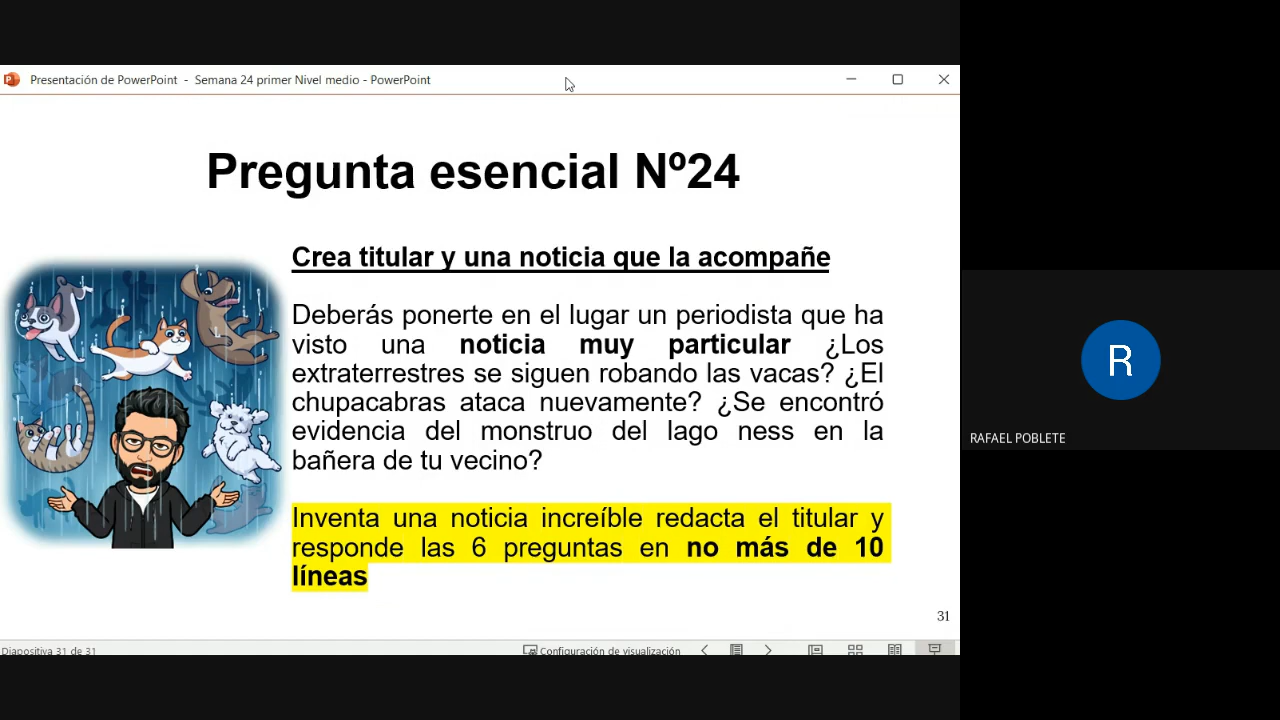 Presentación de PowerPoint - Semana 24 primer Nivel medio - PowerPoint
Pregunta esencial Nº24
Crea titular y una noticia que la acompañe
Deberás ponerte en el lugar un periodista que ha
visto una noticia muy particular ¿Los
extraterrestres se siguen robando las vacas? ¿El
chupacabras ataca nuevamente? ¿Se encontró
evidencia del monstruo del lago ness en la
bañera de tu vecino?
Inventa una noticia increíble redacta el titular y
responde las 6 preguntas en no más de 10
líneas
31
Diapositiva 31 de 31
Configuración de visualización
R
RAFAEL POBLETE